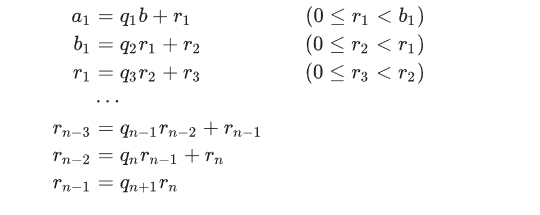 a₁ = q₁b + r₁ (0 ≤ r₁ < b₁)
b₁ = q₂r₁ + r₂ (0 ≤ r₂ < r₁)
r₁ = q₃r₂ + r₃ (0 ≤ r₃ < r₂)
⋯
rₙ₋₃ = qₙ₋₁rₙ₋₂ + rₙ₋₁
rₙ₋₂ = qₙrₙ₋₁ + rₙ
rₙ₋₁ = qₙ₊₁rₙ